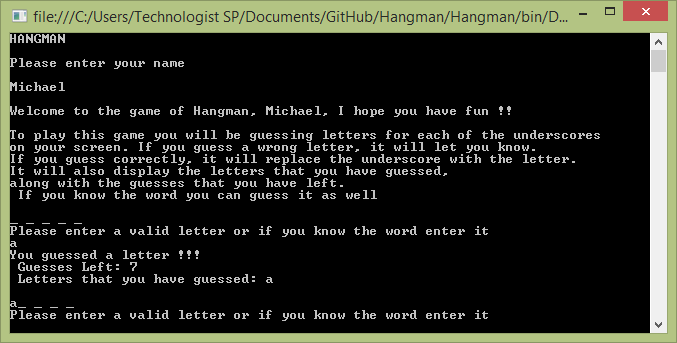 file:///C:/Users/Technologist SP/Documents/GitHub/Hangman/Hangman/bin/D...
HANGMAN
Please enter your name
Michael
Welcome to the game of Hangman, Michael, I hope you have fun !!
To play this game you will be guessing letters for each of the underscores
on your screen. If you guess a wrong letter, it will let you know.
If you guess correctly, it will replace the underscore with the letter.
It will also display the letters that you have guessed,
along with the guesses that you have left.
 If you know the word you can guess it as well
_ _ _ _ _
Please enter a valid letter or if you know the word enter it
a
You guessed a letter !!!
 Guesses Left: 7
 Letters that you have guessed: a
a_ _ _ _
Please enter a valid letter or if you know the word enter it